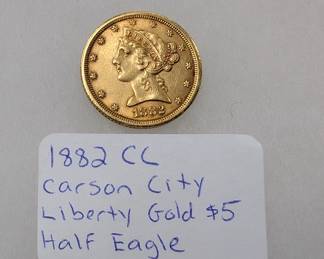 1882
1882 CC
Carson City
Liberty Gold $5
Half Eagle